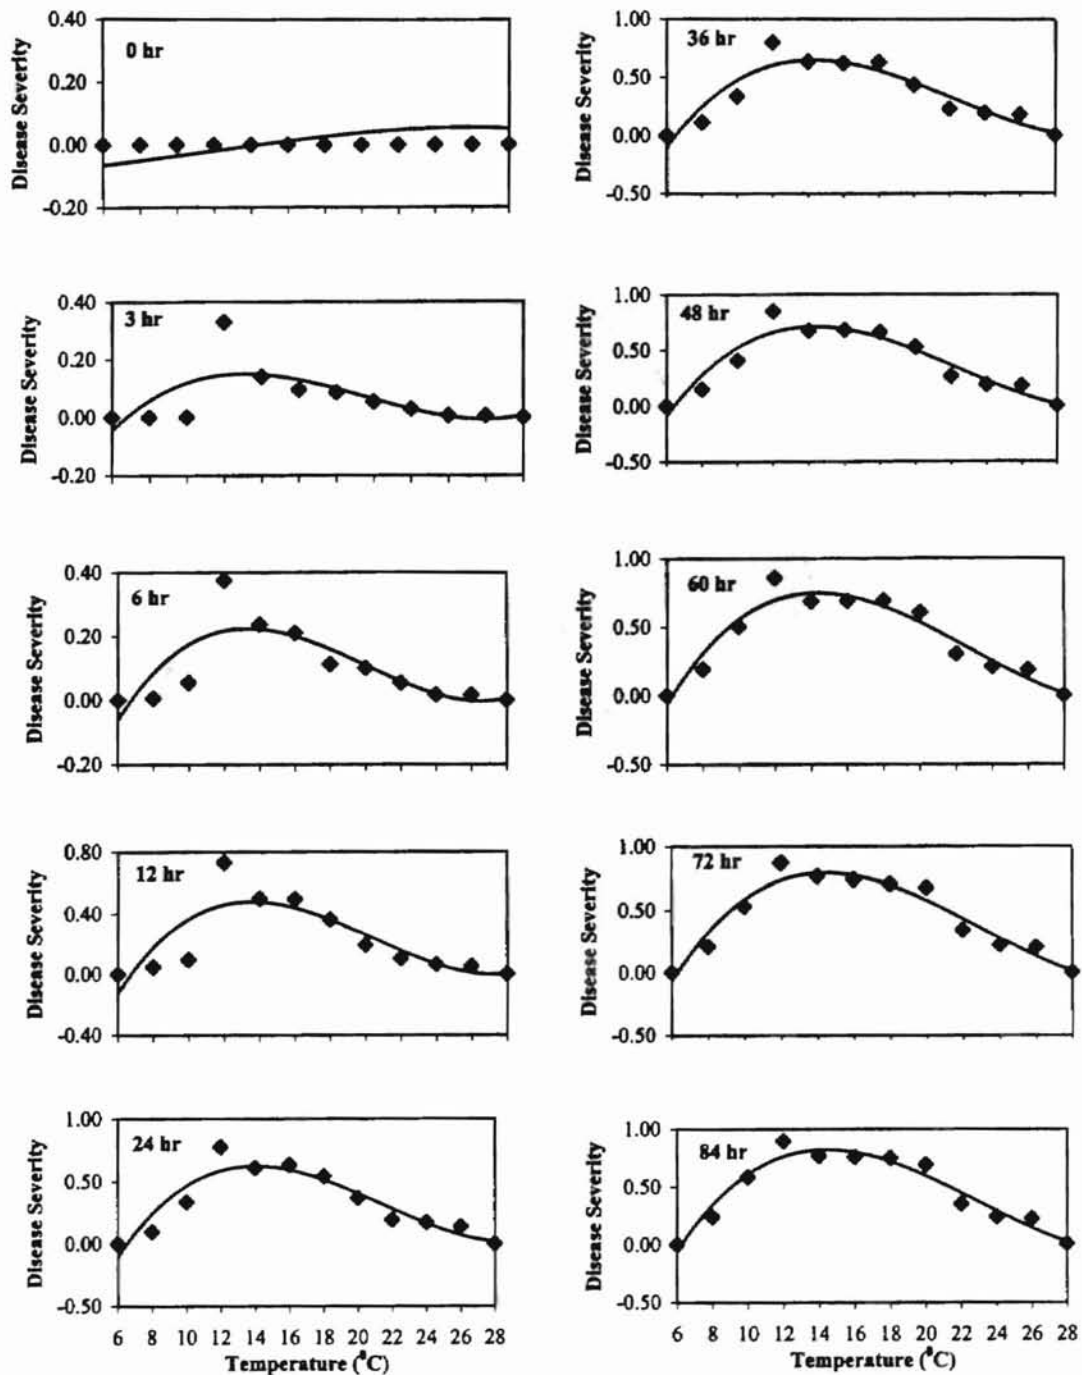 0.40
0.20
0.00
-0.20
Disease Severity
0 hr
0.40
0.20
0.00
-0.20
Disease Severity
3 hr
0.40
0.20
0.00
-0.20
Disease Severity
6 hr
0.80
0.40
0.00
-0.40
Disease Severity
12 hr
1.00
0.50
0.00
-0.50
Disease Severity
24 hr
6 8 10 12 14 16 18 20 22 24 26 28
Temperature (⁰C)
1.00
0.50
0.00
-0.50
Disease Severity
36 hr
1.00
0.50
0.00
-0.50
Disease Severity
48 hr
1.00
0.50
0.00
-0.50
Disease Severity
60 hr
1.00
0.50
0.00
-0.50
Disease Severity
72 hr
1.00
0.50
0.00
-0.50
Disease Severity
84 hr
6 8 10 12 14 16 18 20 22 24 26 28
Temperature (⁰C)